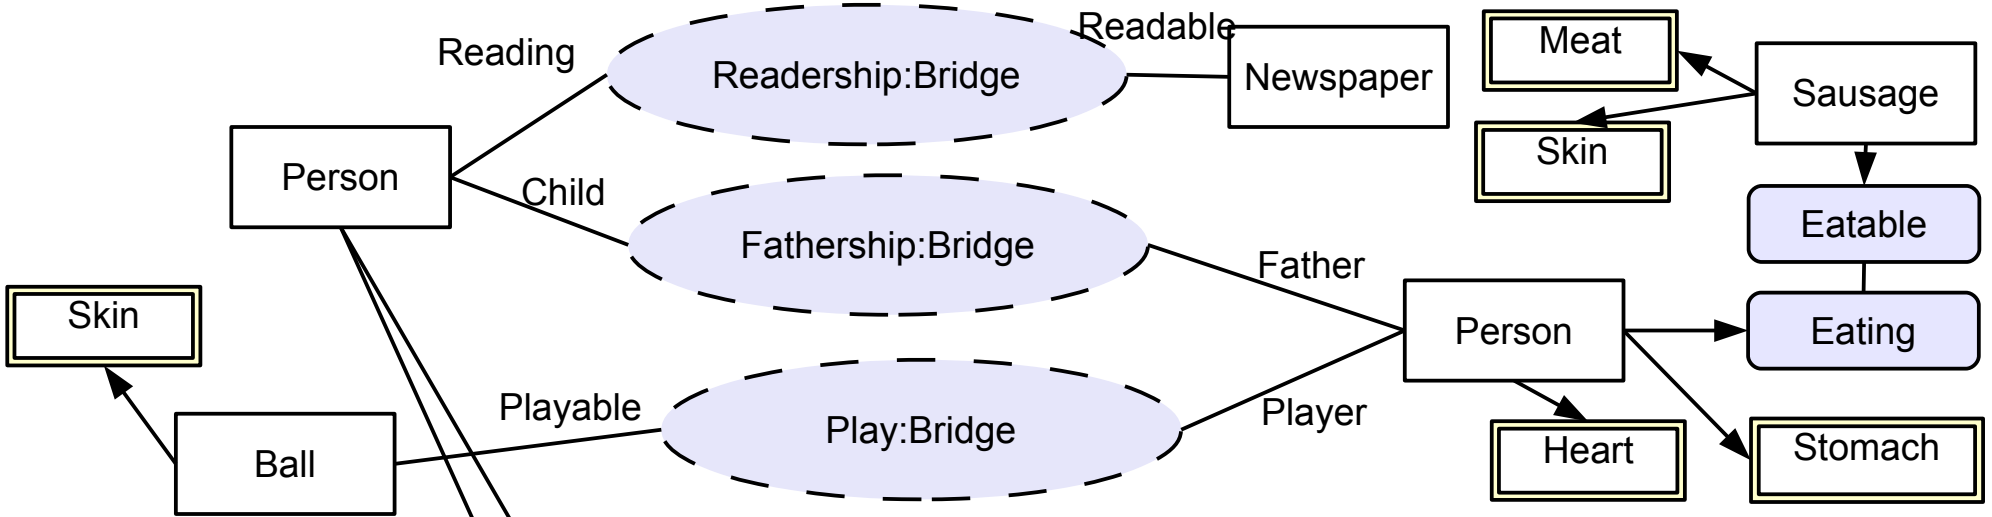 Reading
Readership:Bridge
Readable
Newspaper
Meat
Sausage
Skin
Person
Child
Fathership:Bridge
Father
Eatable
Skin
Person
Eating
Ball
Playable
Play:Bridge
Player
Heart
Stomach